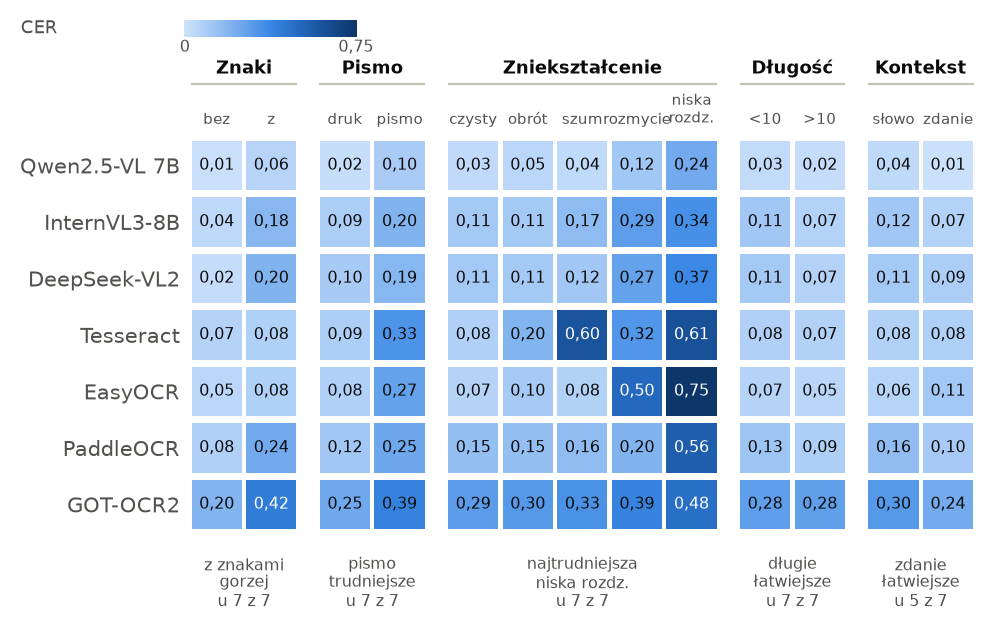 CER
0 0,75
Znaki Pismo Zniekształcenie Długość Kontekst
bez z druk pismo czysty obrót szum rozmycie niska rozdz. <10 >10 słowo zdanie
Qwen2.5-VL 7B 0,01 0,06 0,02 0,10 0,03 0,05 0,04 0,12 0,24 0,03 0,02 0,04 0,01
InternVL3-8B 0,04 0,18 0,09 0,20 0,11 0,11 0,17 0,29 0,34 0,11 0,07 0,12 0,07
DeepSeek-VL2 0,02 0,20 0,10 0,19 0,11 0,11 0,12 0,27 0,37 0,11 0,07 0,11 0,09
Tesseract 0,07 0,08 0,09 0,33 0,08 0,20 0,60 0,32 0,61 0,08 0,07 0,08 0,08
EasyOCR 0,05 0,08 0,08 0,27 0,07 0,10 0,08 0,50 0,75 0,07 0,05 0,06 0,11
PaddleOCR 0,08 0,24 0,12 0,25 0,15 0,15 0,16 0,20 0,56 0,13 0,09 0,16 0,10
GOT-OCR2 0,20 0,42 0,25 0,39 0,29 0,30 0,33 0,39 0,48 0,28 0,28 0,30 0,24
z znakami pismo najtrudniejsza długie zdanie
gorzej trudniejsze niska rozdz. łatwiejsze łatwiejsze
u 7 z 7 u 7 z 7 u 7 z 7 u 7 z 7 u 5 z 7